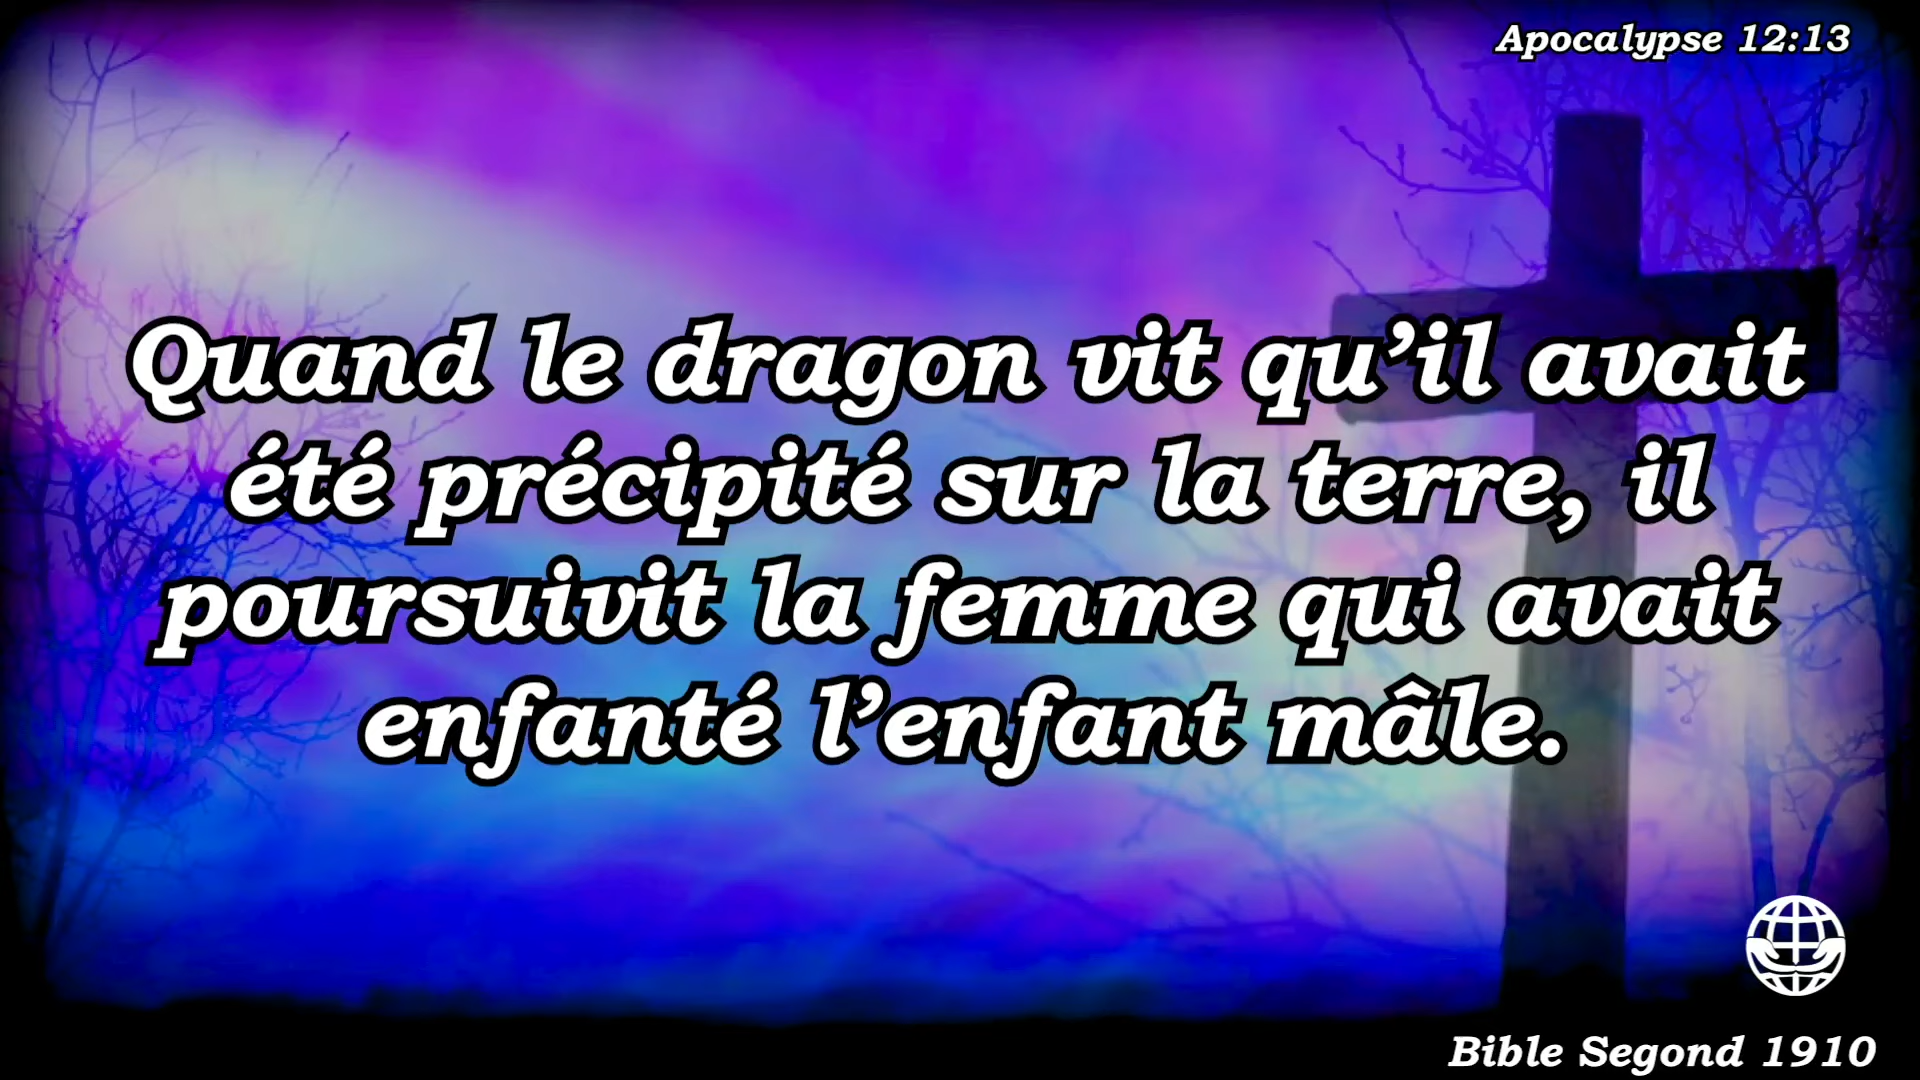 Apocalypse 12:13
Quand le dragon vit qu’il avait
été précipité sur la terre, il
poursuivit la femme qui avait
enfanté l’enfant mâle.
Bible Segond 1910